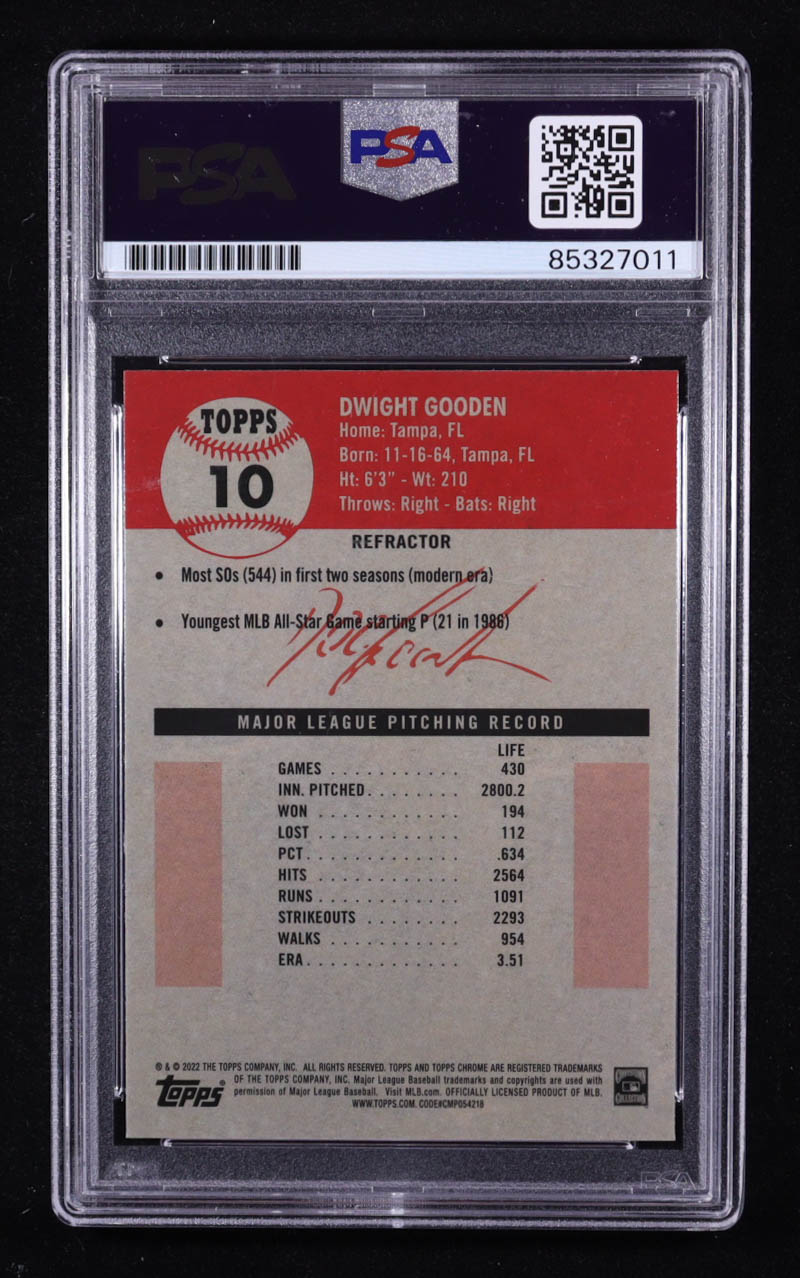 PSA
PSA
85327011
TOPPS
10
DWIGHT GOODEN
Home: Tampa, FL
Born: 11-16-64, Tampa, FL
Ht: 6'3" - Wt: 210
Throws: Right - Bats: Right
REFRACTOR
• Most SOs (544) in first two seasons (modern era)
• Youngest MLB All-Star Game starting P (21 in 1986)
MAJOR LEAGUE PITCHING RECORD
LIFE
GAMES . . . . . . . . . . . 430
INN. PITCHED. . . . . . . . 2800.2
WON . . . . . . . . . . . . 194
LOST . . . . . . . . . . . . 112
PCT. . . . . . . . . . . . . .634
HITS . . . . . . . . . . . . 2564
RUNS . . . . . . . . . . . . 1091
STRIKEOUTS . . . . . . . . 2293
WALKS . . . . . . . . . . . 954
ERA. . . . . . . . . . . . . 3.51
® & © 2022 THE TOPPS COMPANY, INC. ALL RIGHTS RESERVED. TOPPS AND TOPPS CHROME ARE REGISTERED TRADEMARKS
OF THE TOPPS COMPANY, INC. Major League Baseball trademarks and copyrights are used with
permission of Major League Baseball. Visit MLB.com. OFFICIALLY LICENSED PRODUCT OF MLB.
WWW.TOPPS.COM. CODE#CMP054218
Topps®
PSA